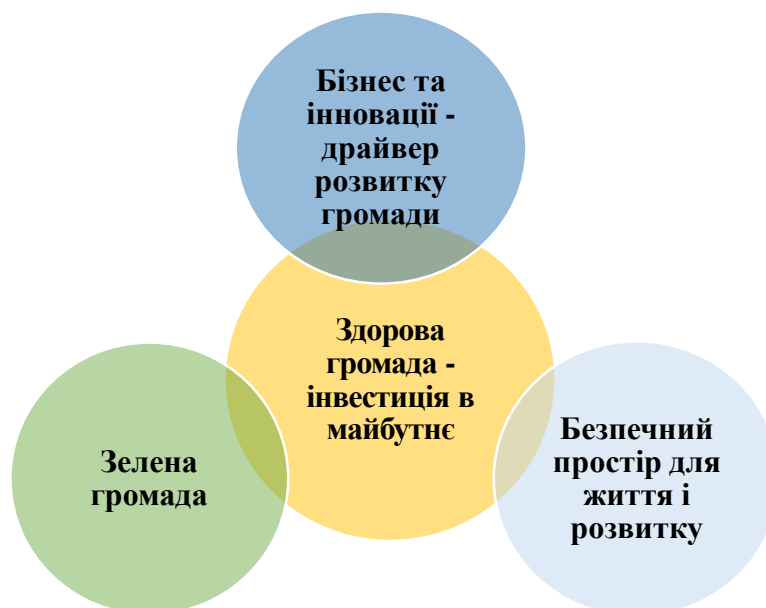 Бізнес та
інновації -
драйвер
розвитку
громади
Здорова
громада -
інвестиція в
майбутнє
Зелена
громада
Безпечний
простір для
життя і
розвитку